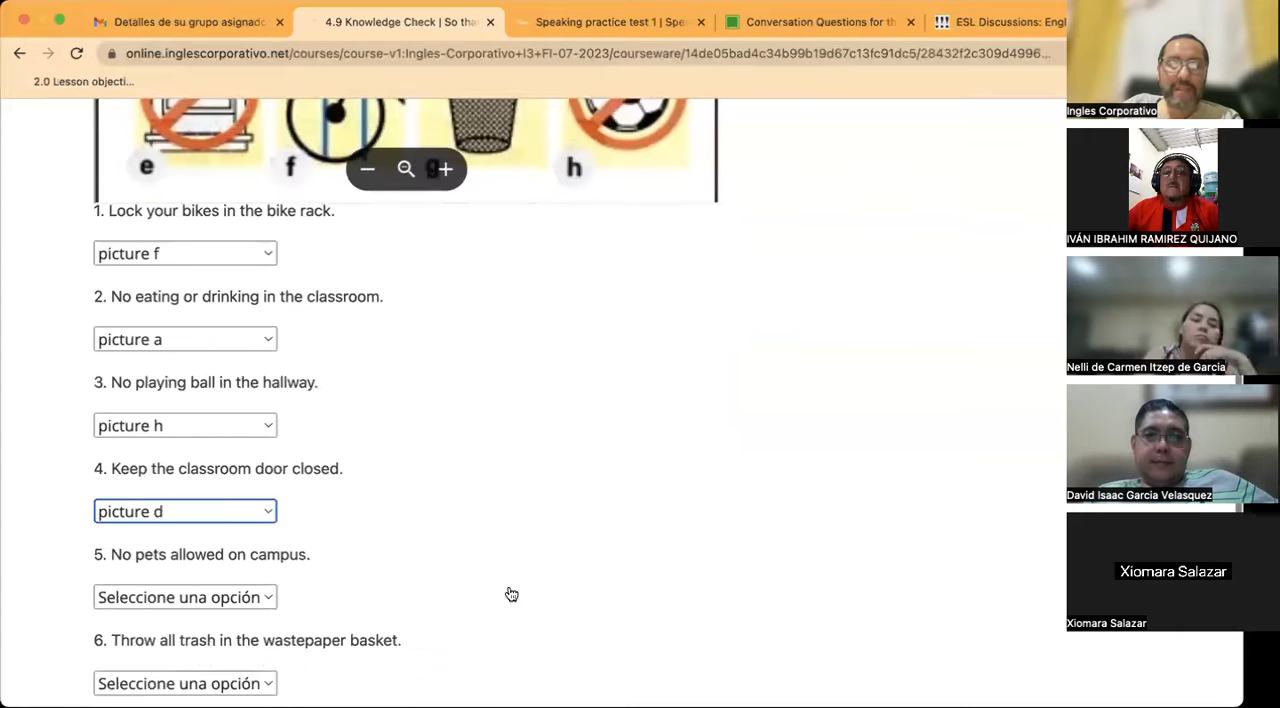 Detalles de su grupo asignado
4.9 Knowledge Check | So tha
Speaking practice test 1 | Spe
Conversation Questions for th
ESL Discussions: Engl
online.inglescorporativo.net/courses/course-v1:Ingles-Corporativo+I3+FI-07-2023/courseware/14de05bad4c34b99b19d67c13fc91dc5/28432f2c309d4996...
2.0 Lesson objecti...
e
f
g
h
1. Lock your bikes in the bike rack.
picture f
2. No eating or drinking in the classroom.
picture a
3. No playing ball in the hallway.
picture h
4. Keep the classroom door closed.
picture d
5. No pets allowed on campus.
Seleccione una opción
6. Throw all trash in the wastepaper basket.
Seleccione una opción
Ingles Corporativo
IVÁN IBRAHIM RAMIREZ QUIJANO
Nelli de Carmen Itzep de Garcia
David Isaac Garcia Velasquez
Xiomara Salazar
Xiomara Salazar